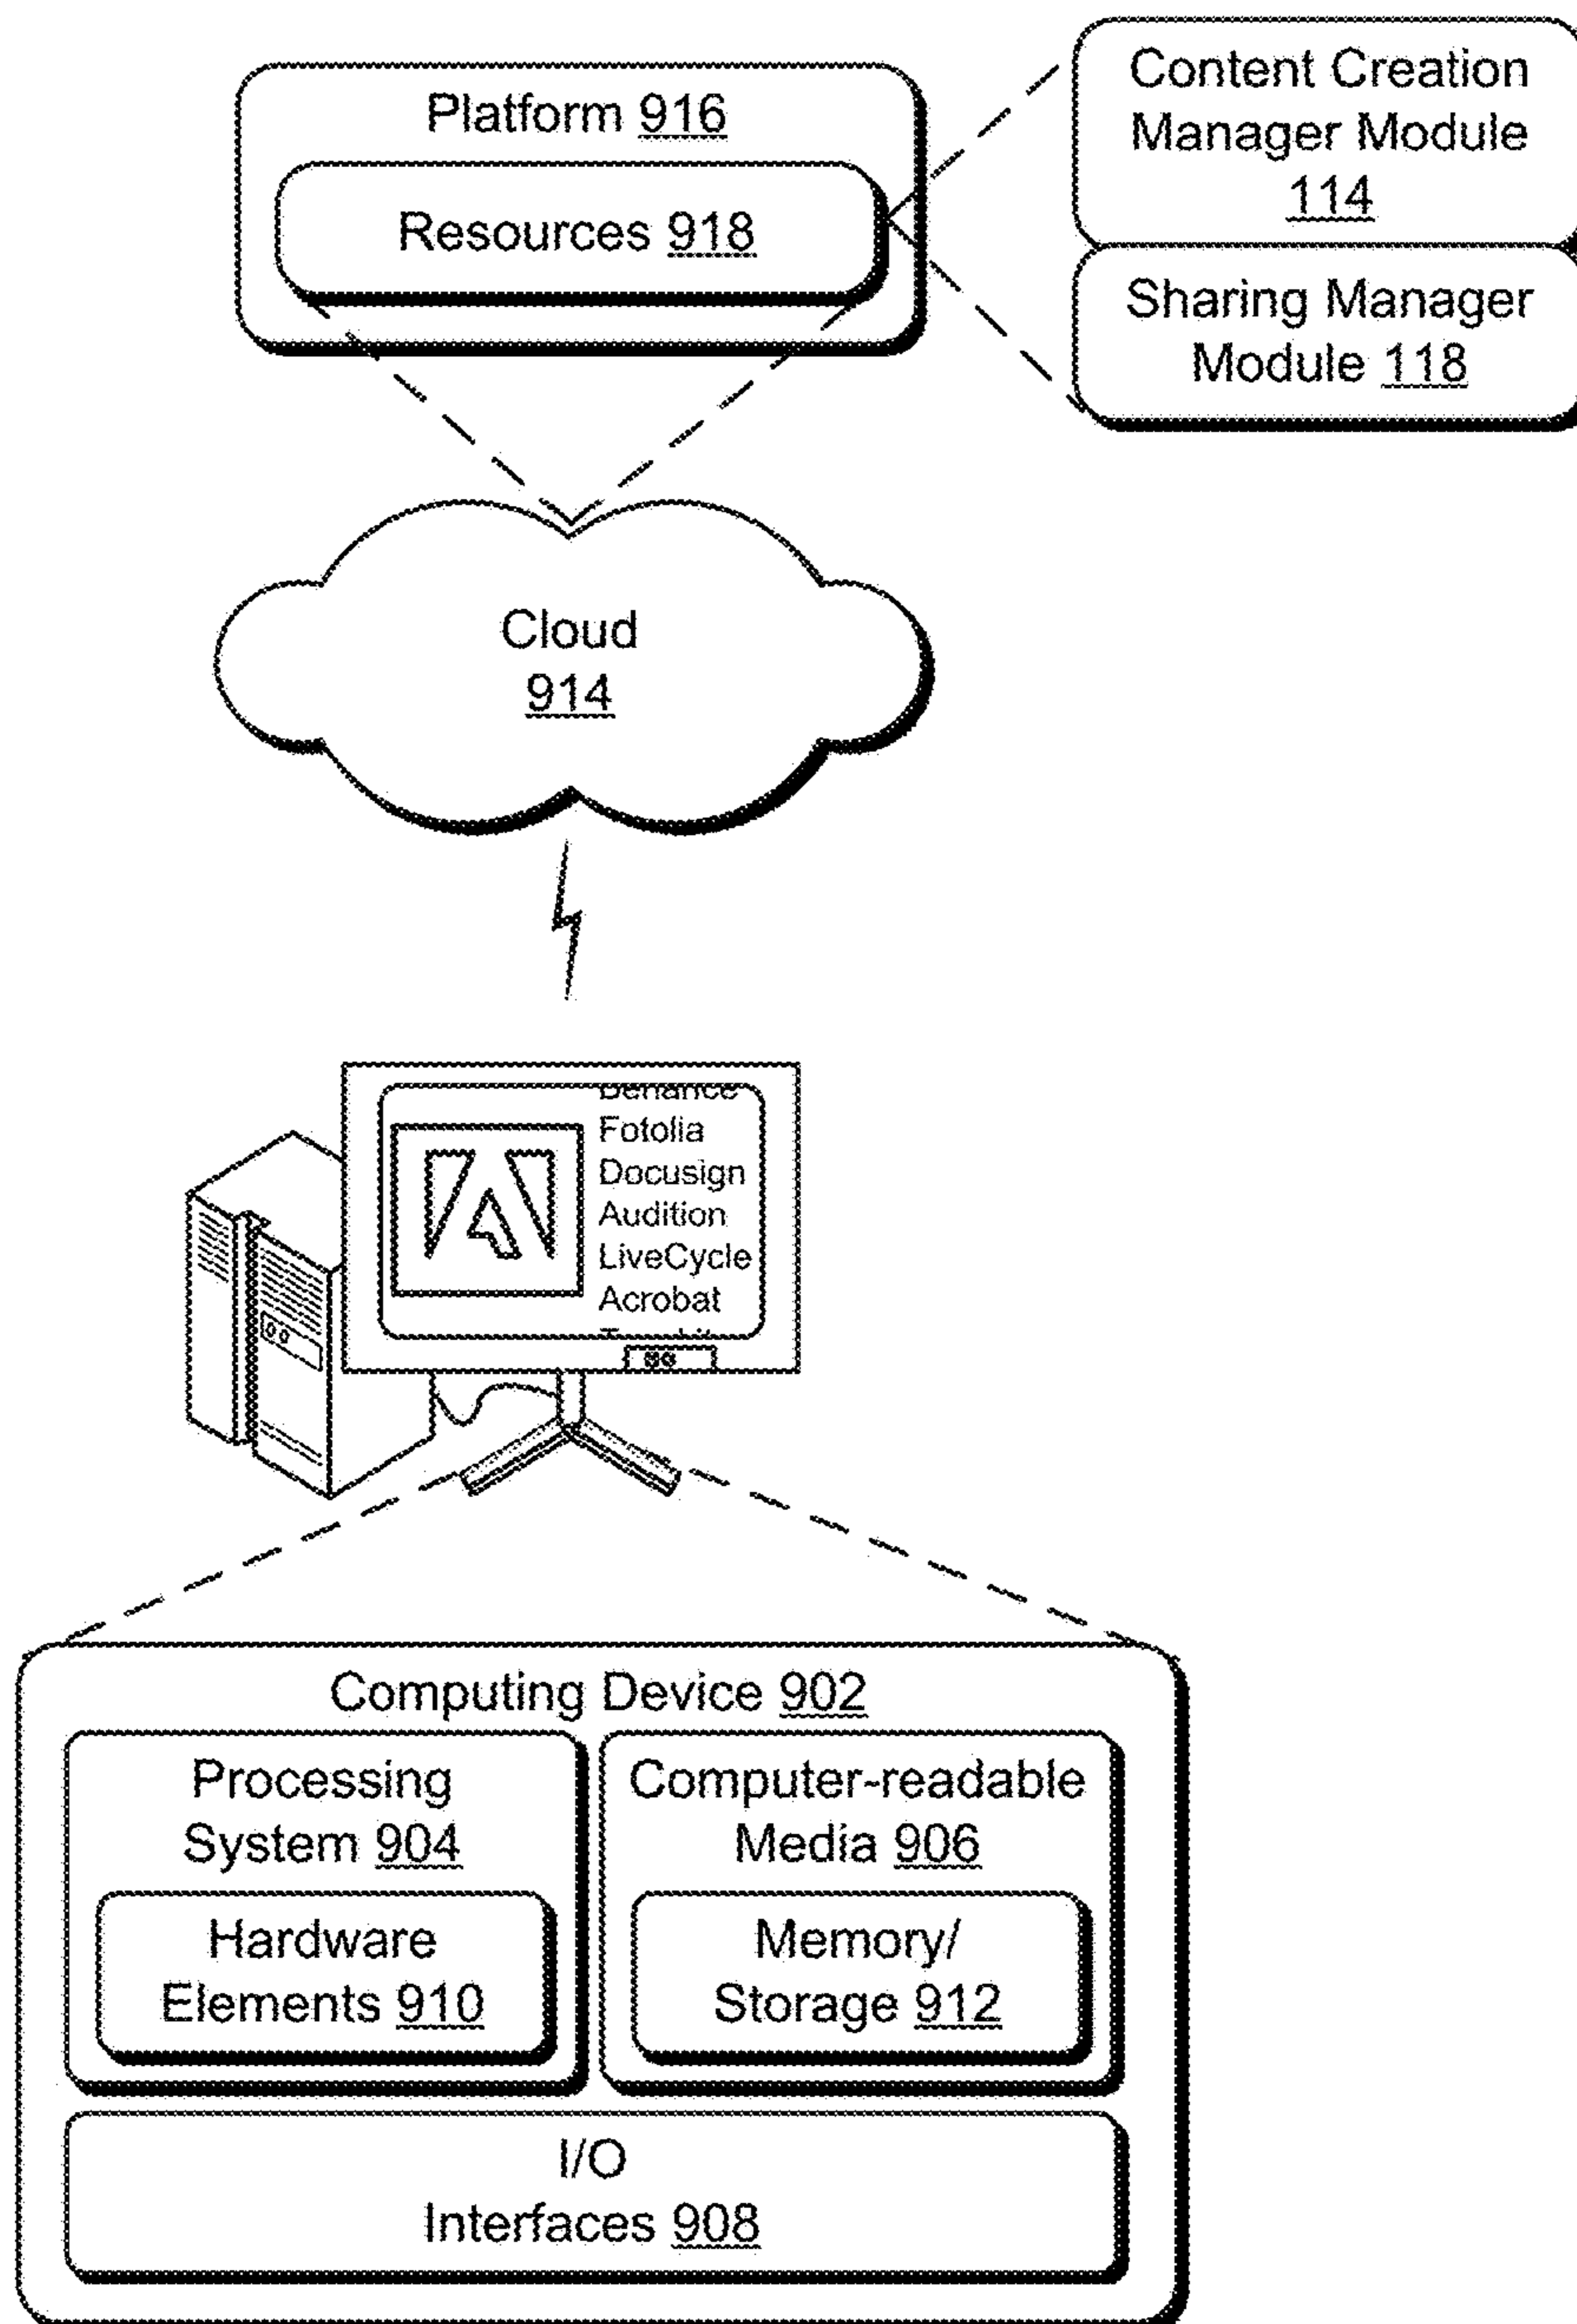 Platform 916
Resources 918
Content Creation
Manager Module
114
Sharing Manager
Module 118
Cloud
914
Fotolia
Docusign
Audition
LiveCycle
Acrobat
Computing Device 902
Processing
System 904
Hardware
Elements 910
Computer-readable
Media 906
Memory/
Storage 912
I/O
Interfaces 908